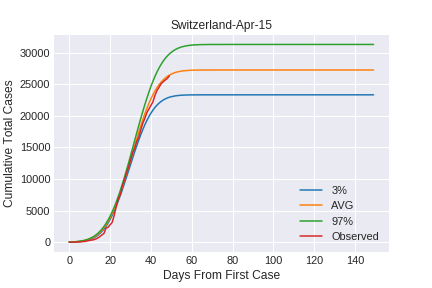 Switzerland-Apr-15
Cumulative Total Cases
30000
25000
20000
15000
10000
5000
0
3%
AVG
97%
Observed
0 20 40 60 80 100 120 140
Days From First Case